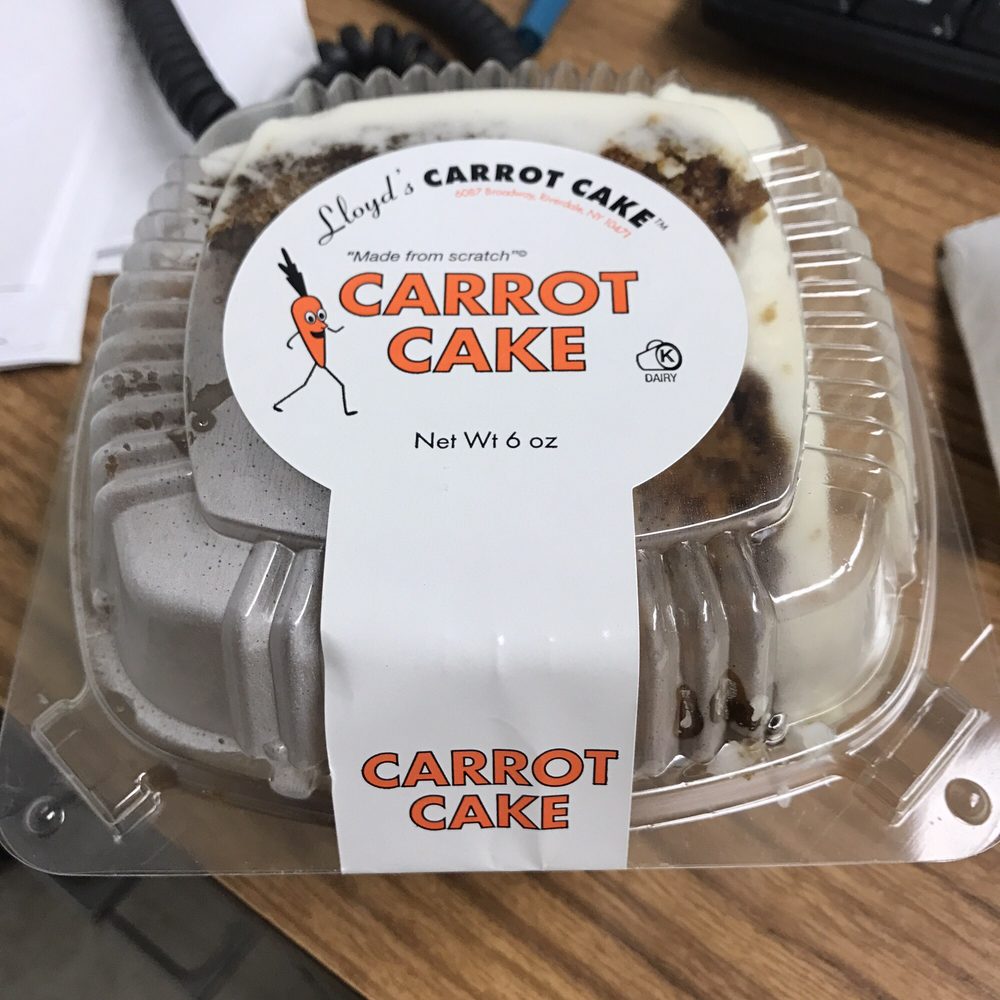 Lloyd's CARROT CAKE™
6087 Broadway, Riverdale, NY 10471
"Made from scratch"©
CARROT
CAKE
K
DAIRY
Net Wt 6 oz
CARROT
CAKE